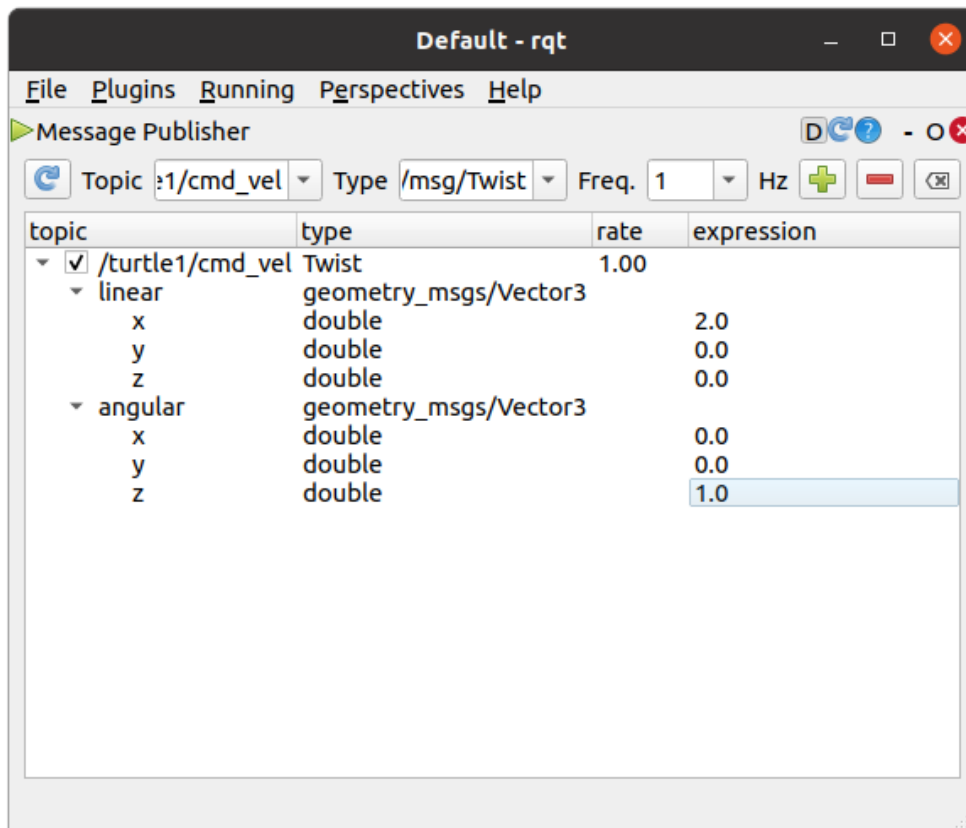 Default - rqt
File Plugins Running Perspectives Help
Message Publisher D ? - O
Topic e1/cmd_vel Type /msg/Twist Freq. 1 Hz
topic type rate expression
/turtle1/cmd_vel Twist 1.00
linear geometry_msgs/Vector3
x double 2.0
y double 0.0
z double 0.0
angular geometry_msgs/Vector3
x double 0.0
y double 0.0
z double 1.0